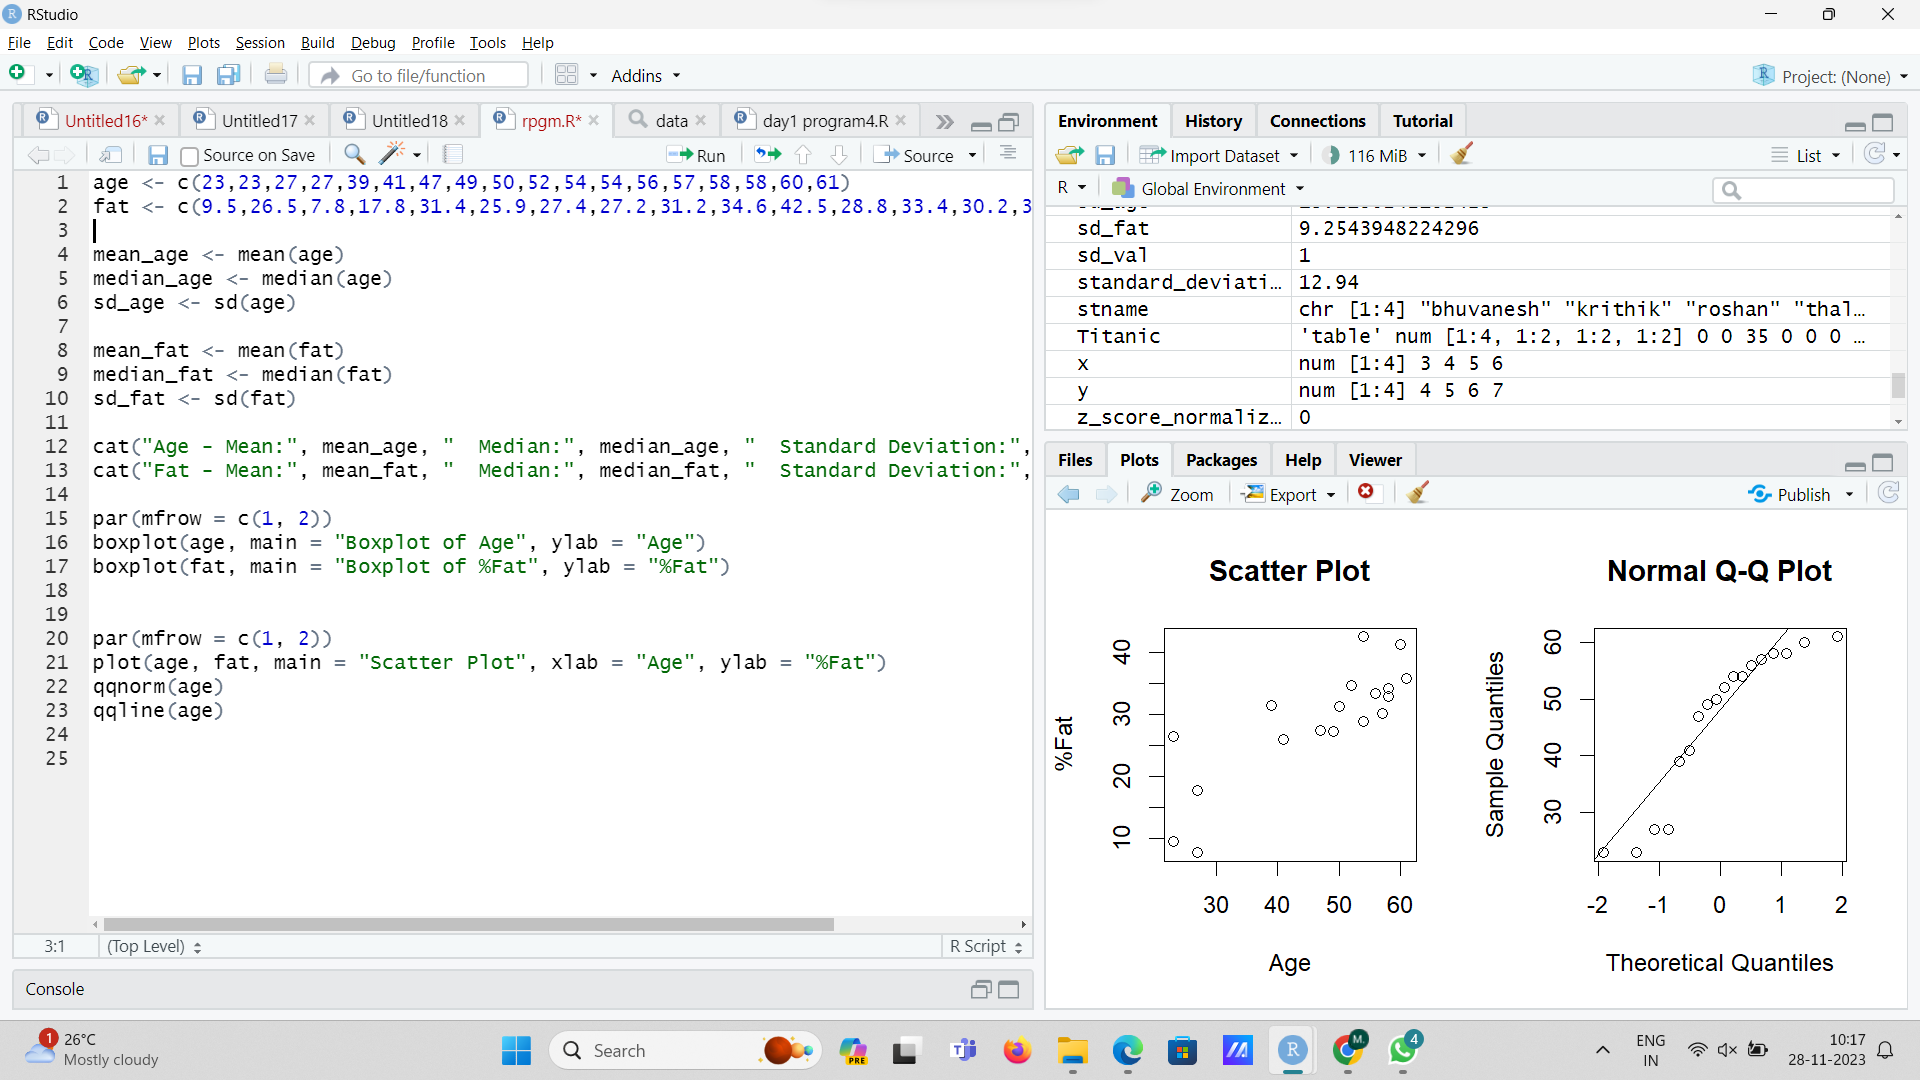 RStudio
File Edit Code View Plots Session Build Debug Profile Tools Help
Go to file/function Addins Project: (None)
Untitled16* Untitled17 Untitled18 rpgm.R* data day1 program4.R
Source on Save Run Source
1 age <- c(23,23,27,27,39,41,47,49,50,52,54,54,56,57,58,58,60,61)
2 fat <- c(9.5,26.5,7.8,17.8,31.4,25.9,27.4,27.2,31.2,34.6,42.5,28.8,33.4,30.2,3
3
4 mean_age <- mean(age)
5 median_age <- median(age)
6 sd_age <- sd(age)
7
8 mean_fat <- mean(fat)
9 median_fat <- median(fat)
10 sd_fat <- sd(fat)
11
12 cat("Age - Mean:", mean_age, "  Median:", median_age, "  Standard Deviation:",
13 cat("Fat - Mean:", mean_fat, "  Median:", median_fat, "  Standard Deviation:",
14
15 par(mfrow = c(1, 2))
16 boxplot(age, main = "Boxplot of Age", ylab = "Age")
17 boxplot(fat, main = "Boxplot of %Fat", ylab = "%Fat")
18
19
20 par(mfrow = c(1, 2))
21 plot(age, fat, main = "Scatter Plot", xlab = "Age", ylab = "%Fat")
22 qqnorm(age)
23 qqline(age)
24
25
3:1 (Top Level) R Script
Console
Environment History Connections Tutorial
Import Dataset 116 MiB List
R Global Environment
sd_fat 9.2543948224296
sd_val 1
standard_deviati… 12.94
stname chr [1:4] "bhuvanesh" "krithik" "roshan" "thal…
Titanic 'table' num [1:4, 1:2, 1:2, 1:2] 0 0 35 0 0 0 …
x num [1:4] 3 4 5 6
y num [1:4] 4 5 6 7
z_score_normaliz… 0
Files Plots Packages Help Viewer
Zoom Export Publish
Scatter Plot
%Fat
40
30
20
10
30 40 50 60
Age
Normal Q-Q Plot
Sample Quantiles
60
50
40
30
-2 -1 0 1 2
Theoretical Quantiles
1 26°C
Mostly cloudy
Search
PRE
M.
4
ENG
IN
10:17
28-11-2023